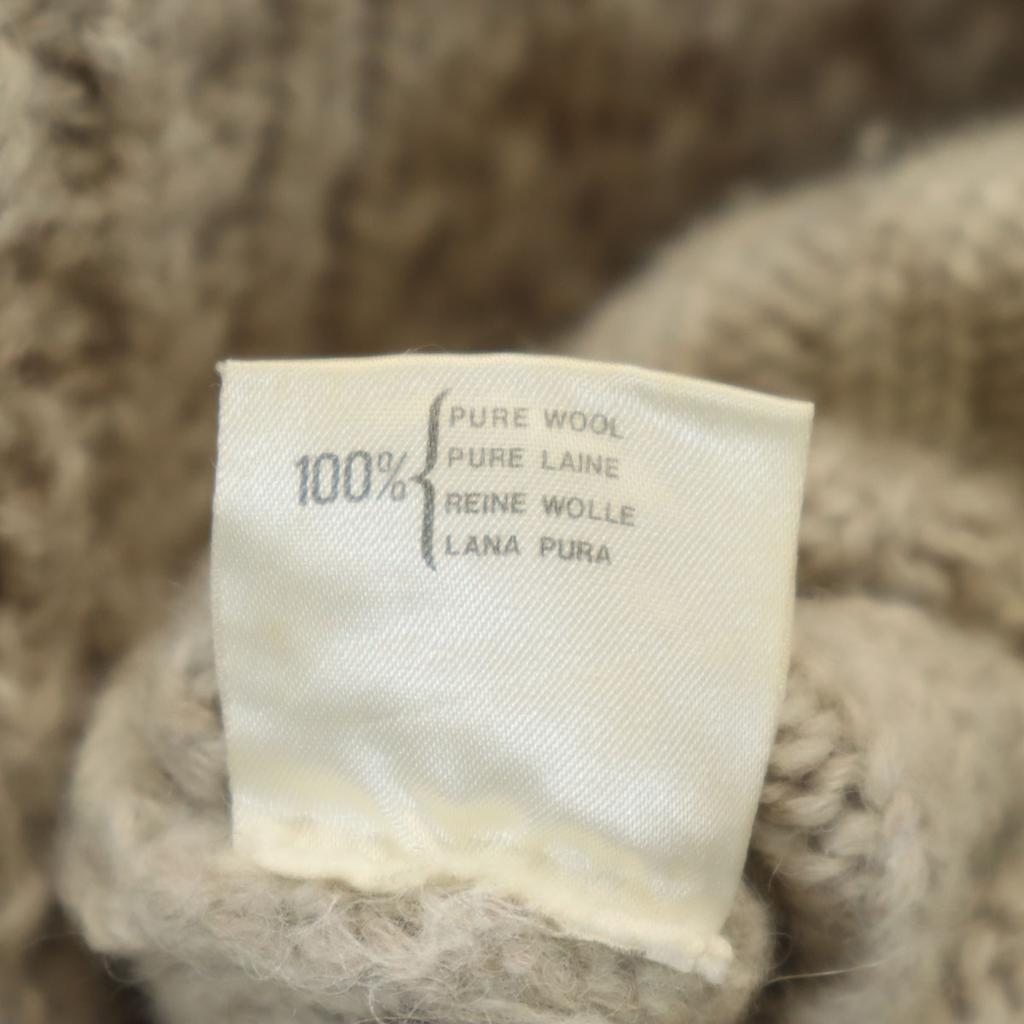 100% { PURE WOOL
PURE LAINE
REINE WOLLE
LANA PURA